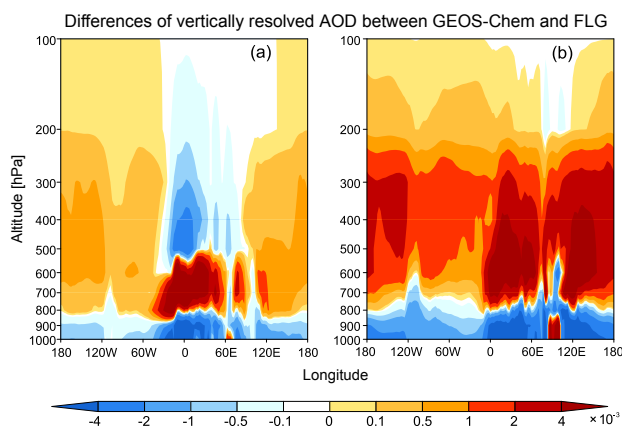 Differences of vertically resolved AOD between GEOS-Chem and FLG
(a) (b)
100 100
200 200
300 300
400 400
500 500
600 600
700 700
800 800
900 900
1000 1000
Altitude [hPa]
180 120W 60W 0 60E 120E 180 180 120W 60W 0 60E 120E 180
Longitude
-4 -2 -1 -0.5 -0.1 0 0.1 0.5 1 2 4 ×10⁻³